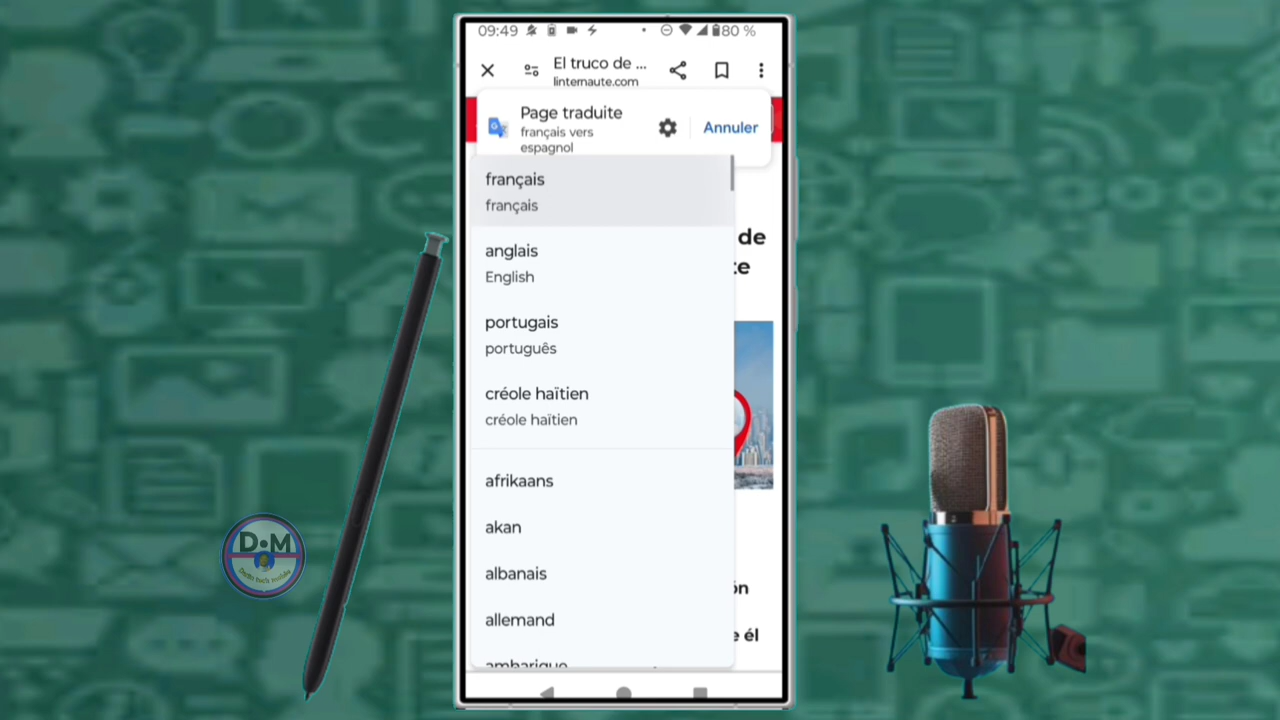 09:49
80 %
El truco de ...
linternaute.com
Page traduite
français vers
espagnol
Annuler
français
français
anglais
English
portugais
português
créole haïtien
créole haïtien
afrikaans
akan
albanais
allemand
de
te
ón
e él
D•M